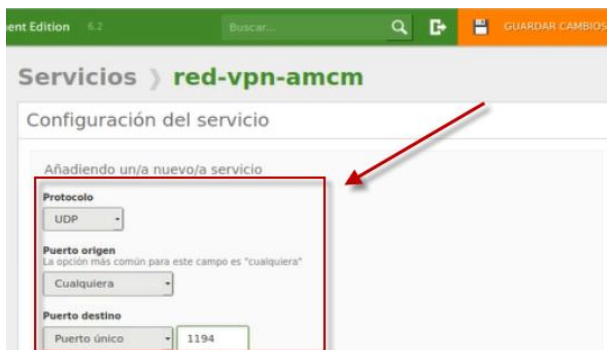 ent Edition 6.2 Buscar... GUARDAR CAMBIOS
Servicios ⟩ red-vpn-amcm
Configuración del servicio
Añadiendo un/a nuevo/a servicio
Protocolo
UDP
Puerto origen
La opción más común para este campo es "cualquiera"
Cualquiera
Puerto destino
Puerto único 1194